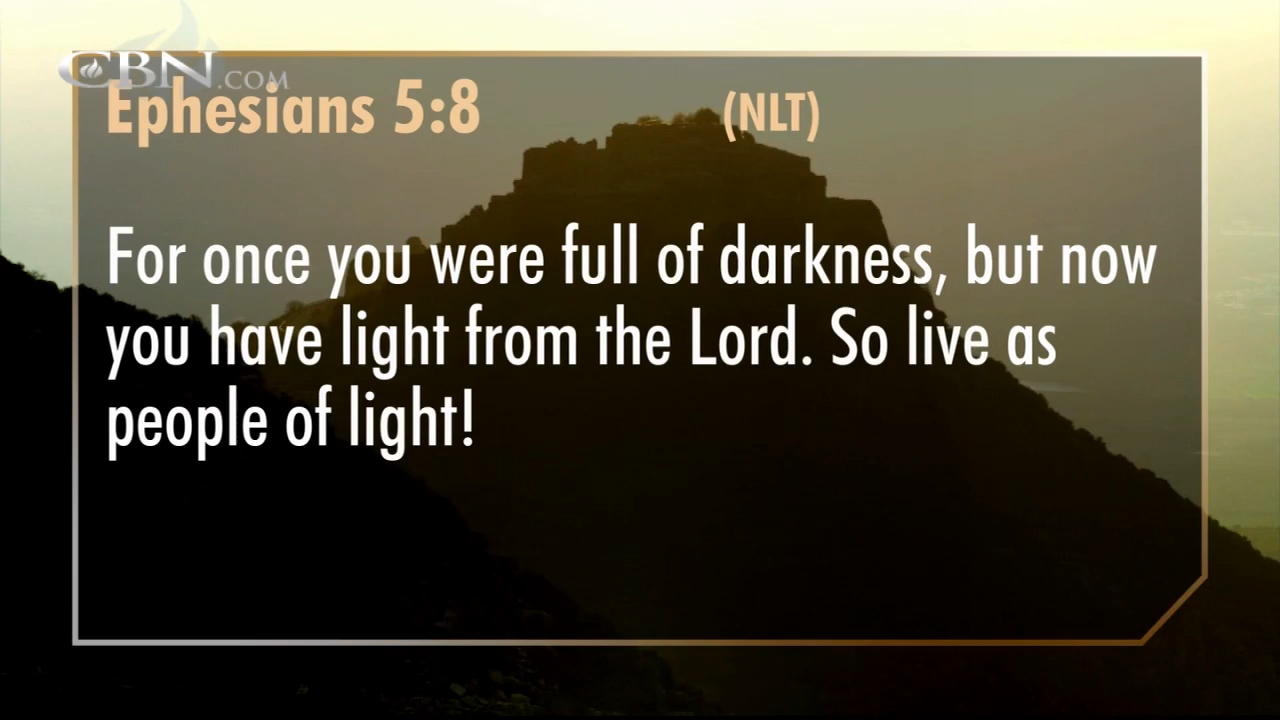 CBN.COM
Ephesians 5:8 (NLT)
For once you were full of darkness, but now
you have light from the Lord. So live as
people of light!